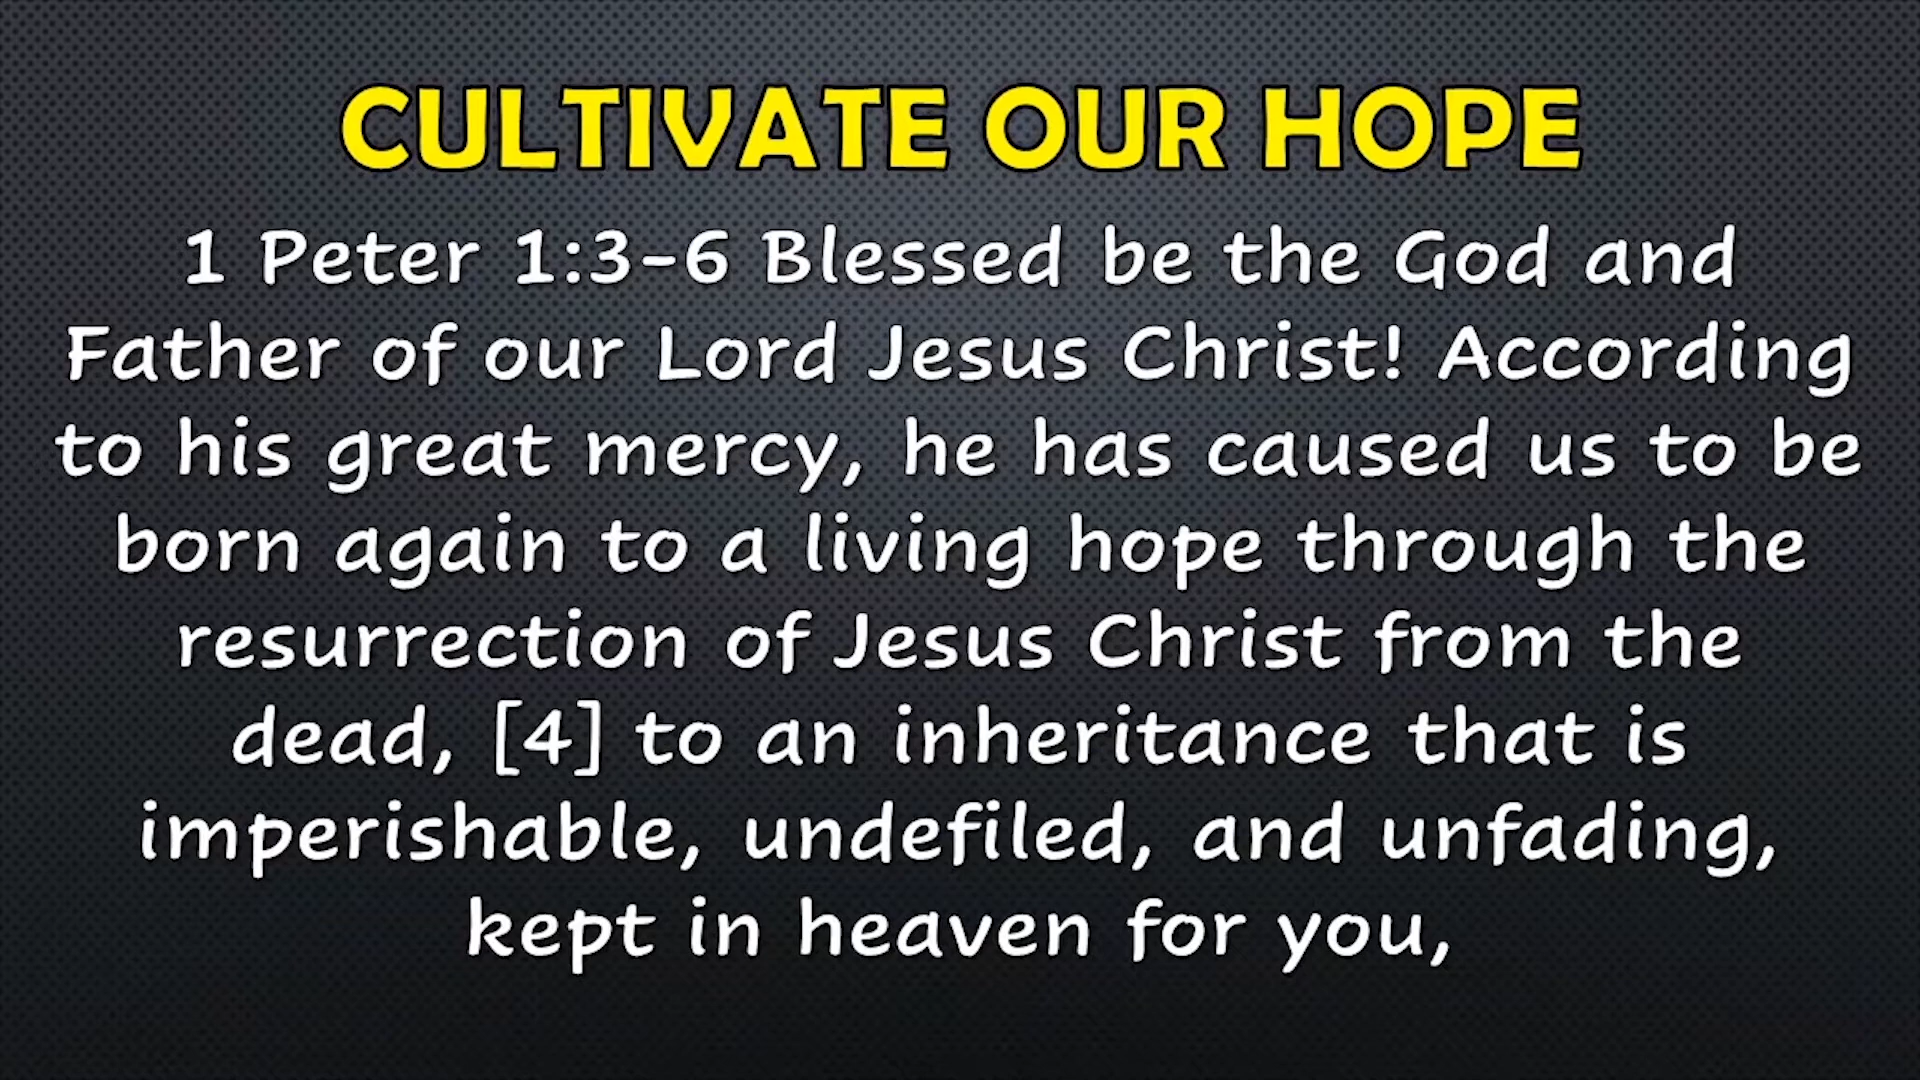 CULTIVATE OUR HOPE
1 Peter 1:3-6 Blessed be the God and
Father of our Lord Jesus Christ! According
to his great mercy, he has caused us to be
born again to a living hope through the
resurrection of Jesus Christ from the
dead, [4] to an inheritance that is
imperishable, undefiled, and unfading,
kept in heaven for you,